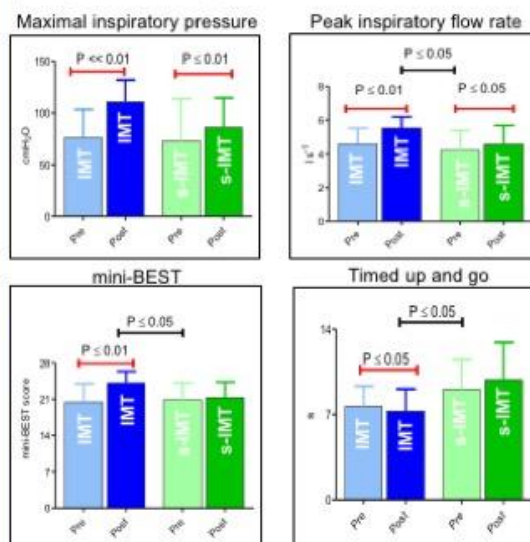 Maximal inspiratory pressure
P << 0.01
P ≤ 0.01
150
100
50
0
cmH₂O
IMT
IMT
s-IMT
s-IMT
Pre
Post
Pre
Post
Peak inspiratory flow rate
P ≤ 0.05
P ≤ 0.01
P ≤ 0.05
8
6
4
2
0
l s⁻¹
IMT
IMT
s-IMT
s-IMT
Pre
Post
Pre
Post
mini-BEST
P ≤ 0.05
P ≤ 0.01
28
21
14
7
0
mini-BEST score
IMT
IMT
s-IMT
s-IMT
Pre
Post
Pre
Post
Timed up and go
P ≤ 0.05
P ≤ 0.05
14
7
0
s
IMT
IMT
s-IMT
s-IMT
Pre
Post
Pre
Post